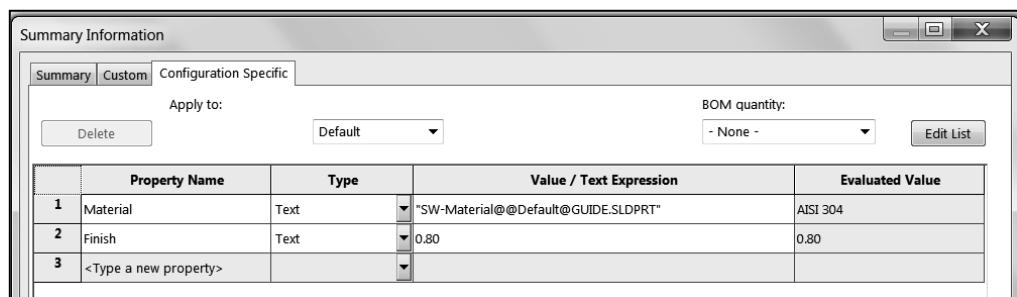 Summary Information
Summary Custom Configuration Specific
Apply to: BOM quantity:
Delete Default - None - Edit List
Property Name Type Value / Text Expression Evaluated Value
1 Material Text "SW-Material@@Default@GUIDE.SLDPRT" AISI 304
2 Finish Text 0.80 0.80
3 <Type a new property>